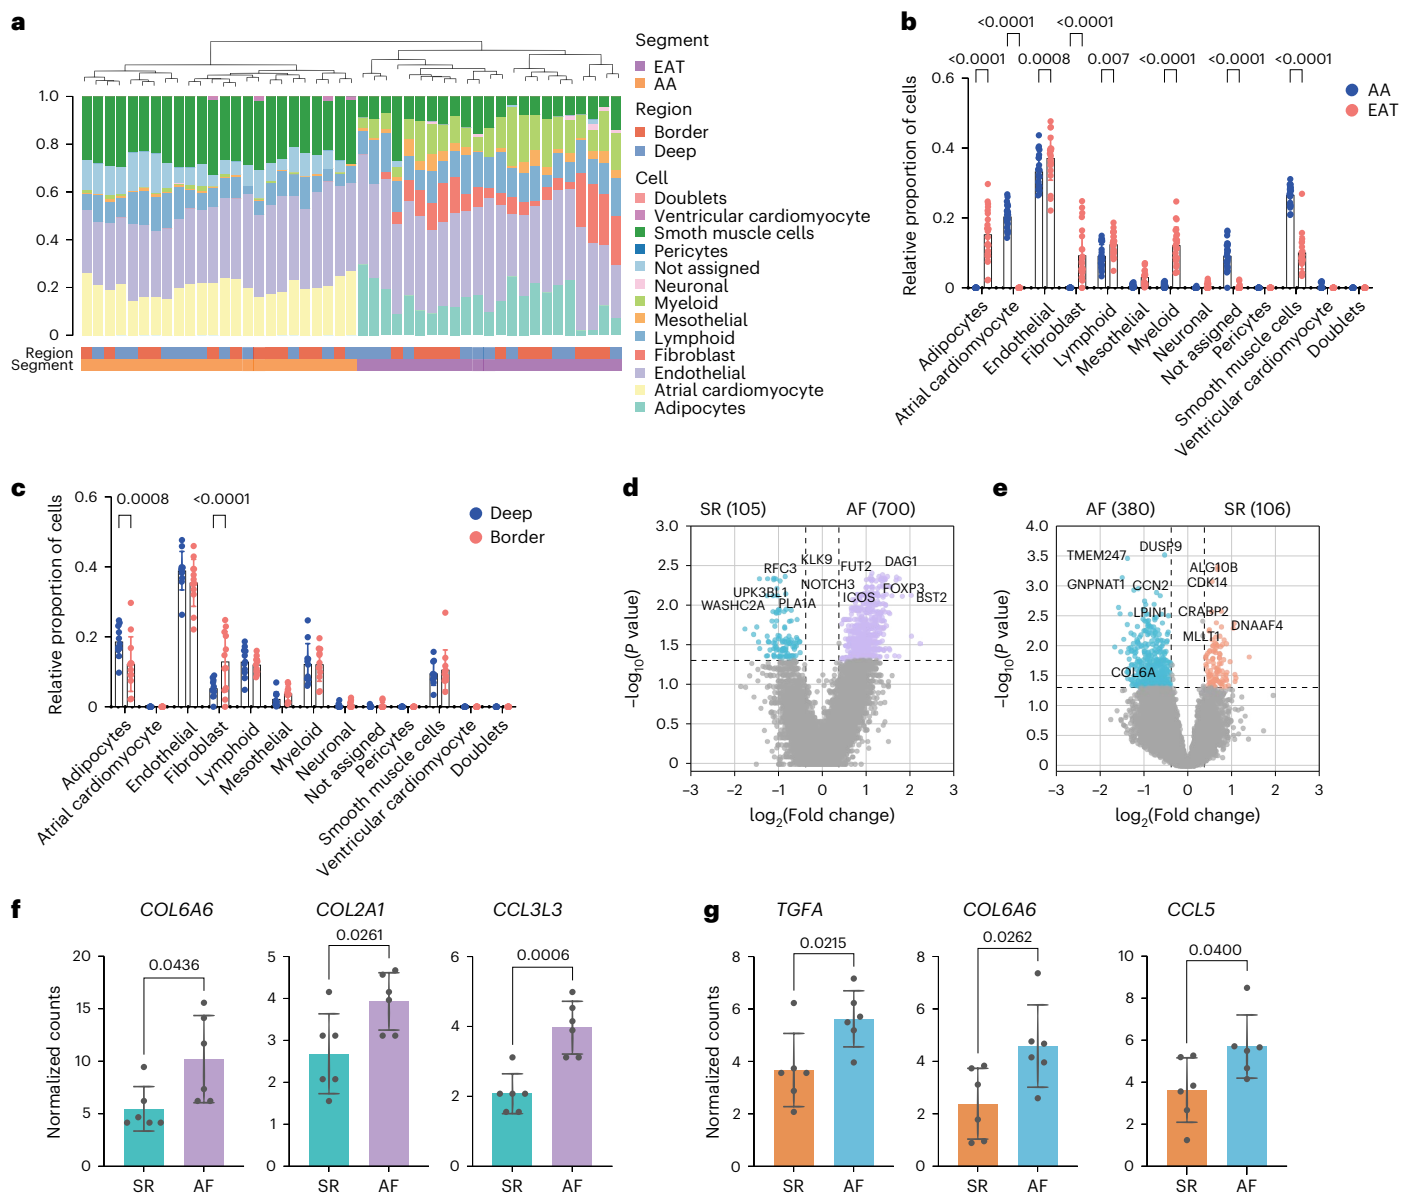 a
1.0
0.8
0.6
0.4
0.2
0
Region
Segment
Segment
EAT
AA
Region
Border
Deep
Cell
Doublets
Ventricular cardiomyocyte
Smoth muscle cells
Pericytes
Not assigned
Neuronal
Myeloid
Mesothelial
Lymphoid
Fibroblast
Endothelial
Atrial cardiomyocyte
Adipocytes
b
<0.0001 <0.0001
<0.0001 0.0008 0.007 <0.0001 <0.0001 <0.0001
Relative proportion of cells
0.6
0.4
0.2
0
AA
EAT
Adipocytes
Atrial cardiomyocyte
Endothelial
Fibroblast
Lymphoid
Mesothelial
Myeloid
Neuronal
Not assigned
Pericytes
Smooth muscle cells
Ventricular cardiomyocyte
Doublets
c
0.0008 <0.0001
Relative proportion of cells
0.6
0.4
0.2
0
Deep
Border
Adipocytes
Atrial cardiomyocyte
Endothelial
Fibroblast
Lymphoid
Mesothelial
Myeloid
Neuronal
Not assigned
Pericytes
Smooth muscle cells
Ventricular cardiomyocyte
Doublets
d
SR (105) AF (700)
−log10(P value)
3.0
2.5
2.0
1.5
1.0
0.5
0
KLK9
RFC3
FUT2
DAG1
NOTCH3
FOXP3
UPK3BL1
PLA1A
ICOS
BST2
WASHC2A
−3 −2 −1 0 1 2 3
log2(Fold change)
e
AF (380) SR (106)
−log10(P value)
4.0
3.5
3.0
2.5
2.0
1.5
1.0
0.5
0
DUSP9
TMEM247
ALG10B
GNPNAT1
CCN2
CDK14
LPIN1
CRABP2
DNAAF4
MLLT1
COL6A
−3 −2 −1 0 1 2 3
log2(Fold change)
f
COL6A6
0.0436
Normalized counts
20
15
10
5
0
SR AF
COL2A1
0.0261
5
4
3
2
1
0
SR AF
CCL3L3
0.0006
6
4
2
0
SR AF
g
TGFA
0.0215
Normalized counts
8
6
4
2
0
SR AF
COL6A6
0.0262
8
6
4
2
0
SR AF
CCL5
0.0400
10
8
6
4
2
0
SR AF